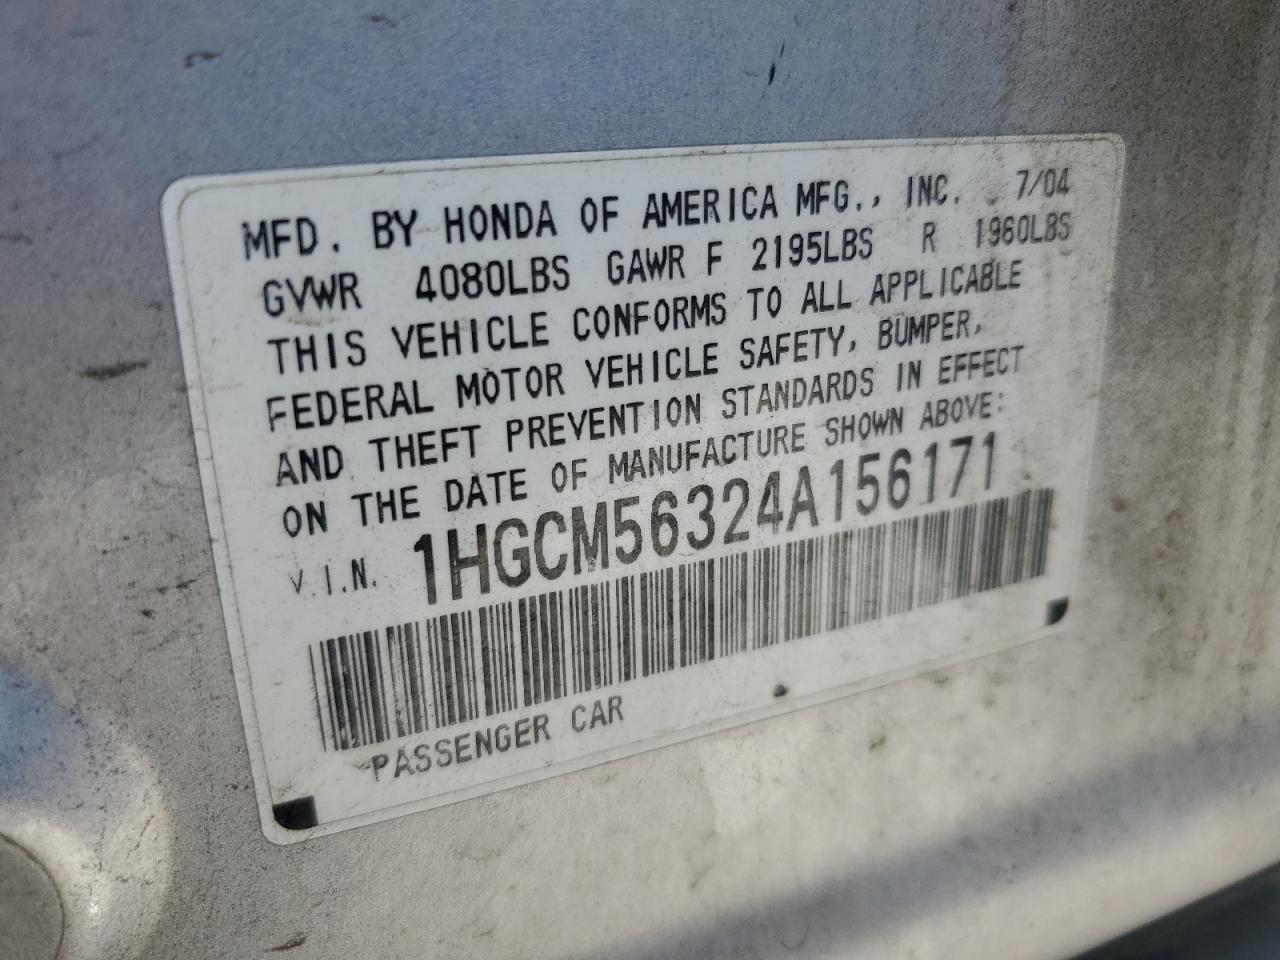 MFD. BY HONDA OF AMERICA MFG., INC. 7/04
GVWR 4080LBS GAWR F 2195LBS R 1960LBS
THIS VEHICLE CONFORMS TO ALL APPLICABLE
FEDERAL MOTOR VEHICLE SAFETY, BUMPER,
AND THEFT PREVENTION STANDARDS IN EFFECT
ON THE DATE OF MANUFACTURE SHOWN ABOVE:
V.I.N. 1HGCM56324A156171
PASSENGER CAR